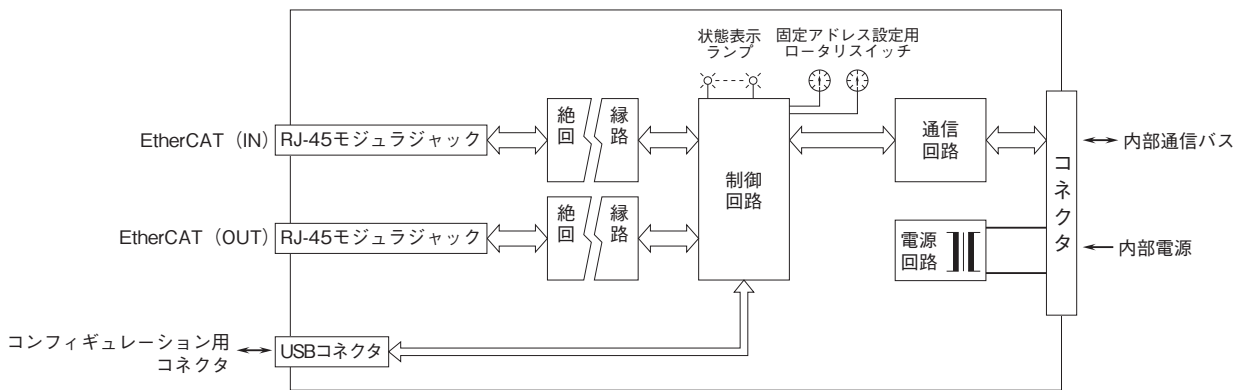 状態表示
ランプ
固定アドレス設定用
ロータリスイッチ
EtherCAT（IN）
RJ-45モジュラジャック
絶縁
回路
制御
回路
通信
回路
コネクタ
内部通信バス
EtherCAT（OUT）
RJ-45モジュラジャック
絶縁
回路
電源
回路
内部電源
コンフィギュレーション用
コネクタ
USBコネクタ